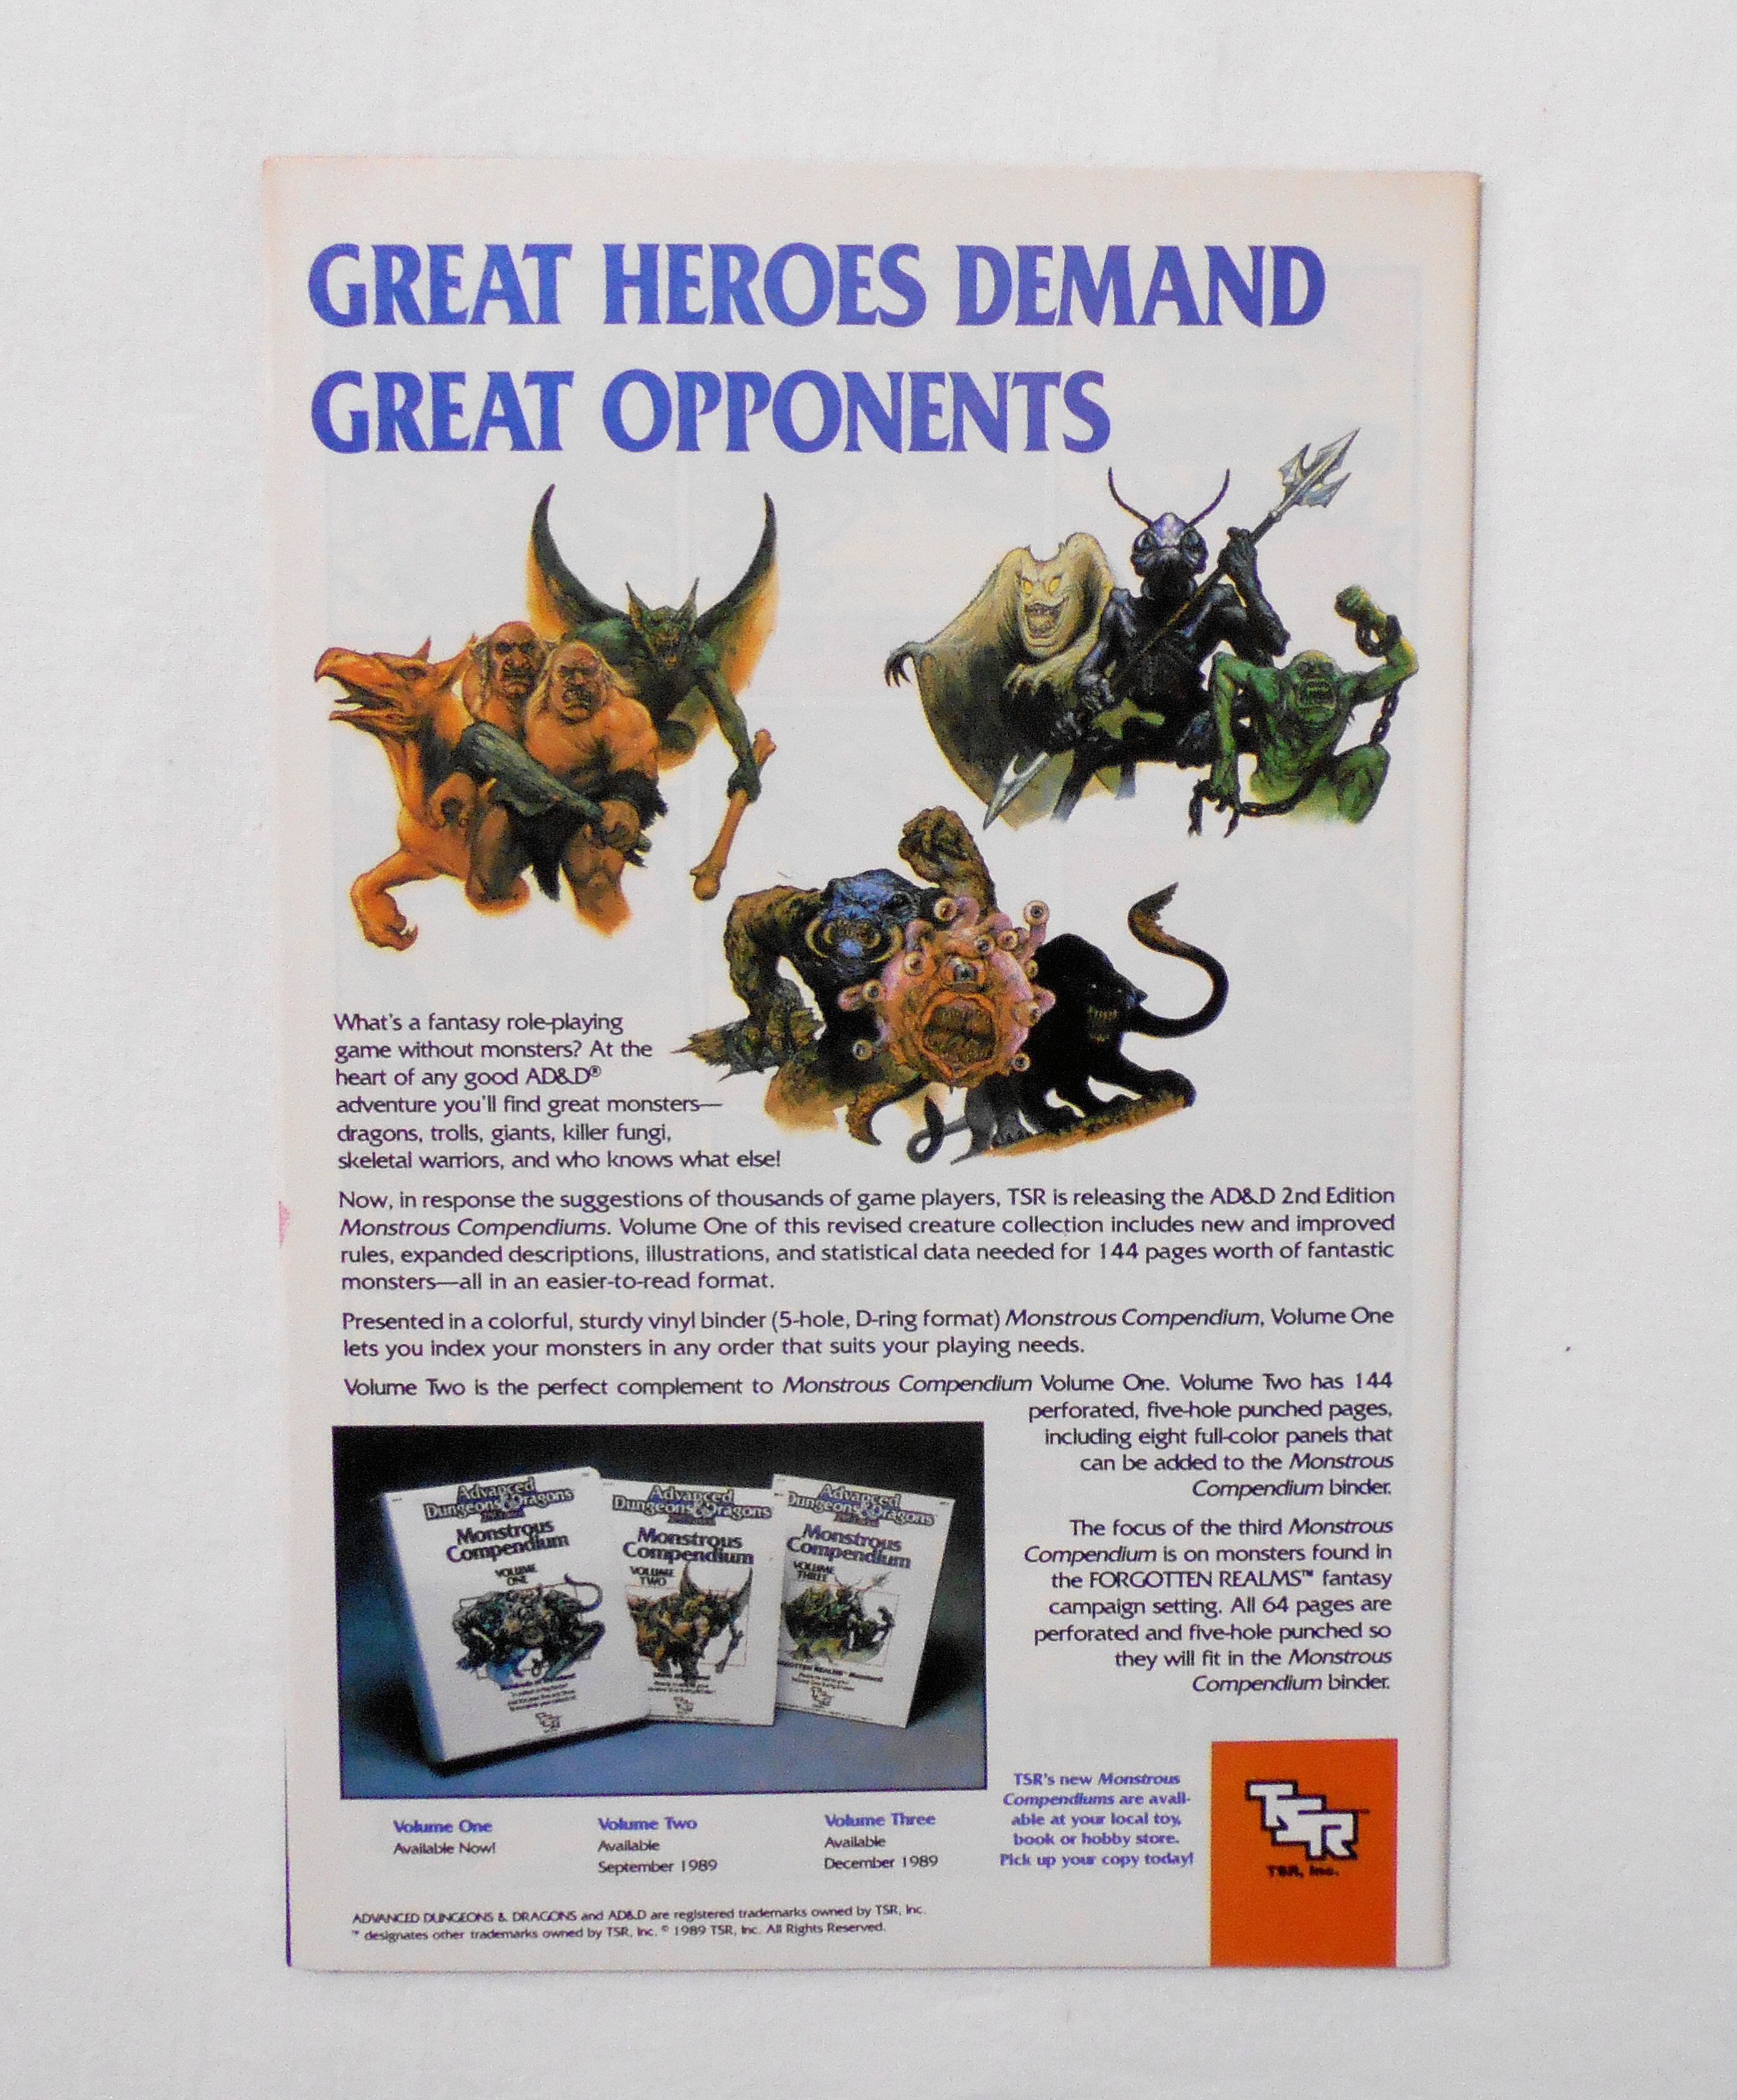 GREAT HEROES DEMAND
GREAT OPPONENTS
What's a fantasy role-playing
game without monsters? At the
heart of any good AD&D®
adventure you'll find great monsters—
dragons, trolls, giants, killer fungi,
skeletal warriors, and who knows what else!
Now, in response the suggestions of thousands of game players, TSR is releasing the AD&D 2nd Edition
Monstrous Compendiums. Volume One of this revised creature collection includes new and improved
rules, expanded descriptions, illustrations, and statistical data needed for 144 pages worth of fantastic
monsters—all in an easier-to-read format.
Presented in a colorful, sturdy vinyl binder (5-hole, D-ring format) Monstrous Compendium, Volume One
lets you index your monsters in any order that suits your playing needs.
Volume Two is the perfect complement to Monstrous Compendium Volume One. Volume Two has 144
perforated, five-hole punched pages,
including eight full-color panels that
can be added to the Monstrous
Compendium binder.
The focus of the third Monstrous
Compendium is on monsters found in
the FORGOTTEN REALMS™ fantasy
campaign setting. All 64 pages are
perforated and five-hole punched so
they will fit in the Monstrous
Compendium binder.
Advanced
Dungeons & Dragons
Monstrous
Compendium
VOLUME
ONE
Advanced
Dungeons & Dragons
Monstrous
Compendium
VOLUME
TWO
Advanced
Dungeons & Dragons
Monstrous
Compendium
VOLUME
THREE
Volume One
Available Now!
Volume Two
Available
September 1989
Volume Three
Available
December 1989
TSR's new Monstrous
Compendiums are avail-
able at your local toy,
book or hobby store.
Pick up your copy today!
TSR
TSR, Inc.
ADVANCED DUNGEONS & DRAGONS and AD&D are registered trademarks owned by TSR, Inc.
™ designates other trademarks owned by TSR, Inc. © 1989 TSR, Inc. All Rights Reserved.